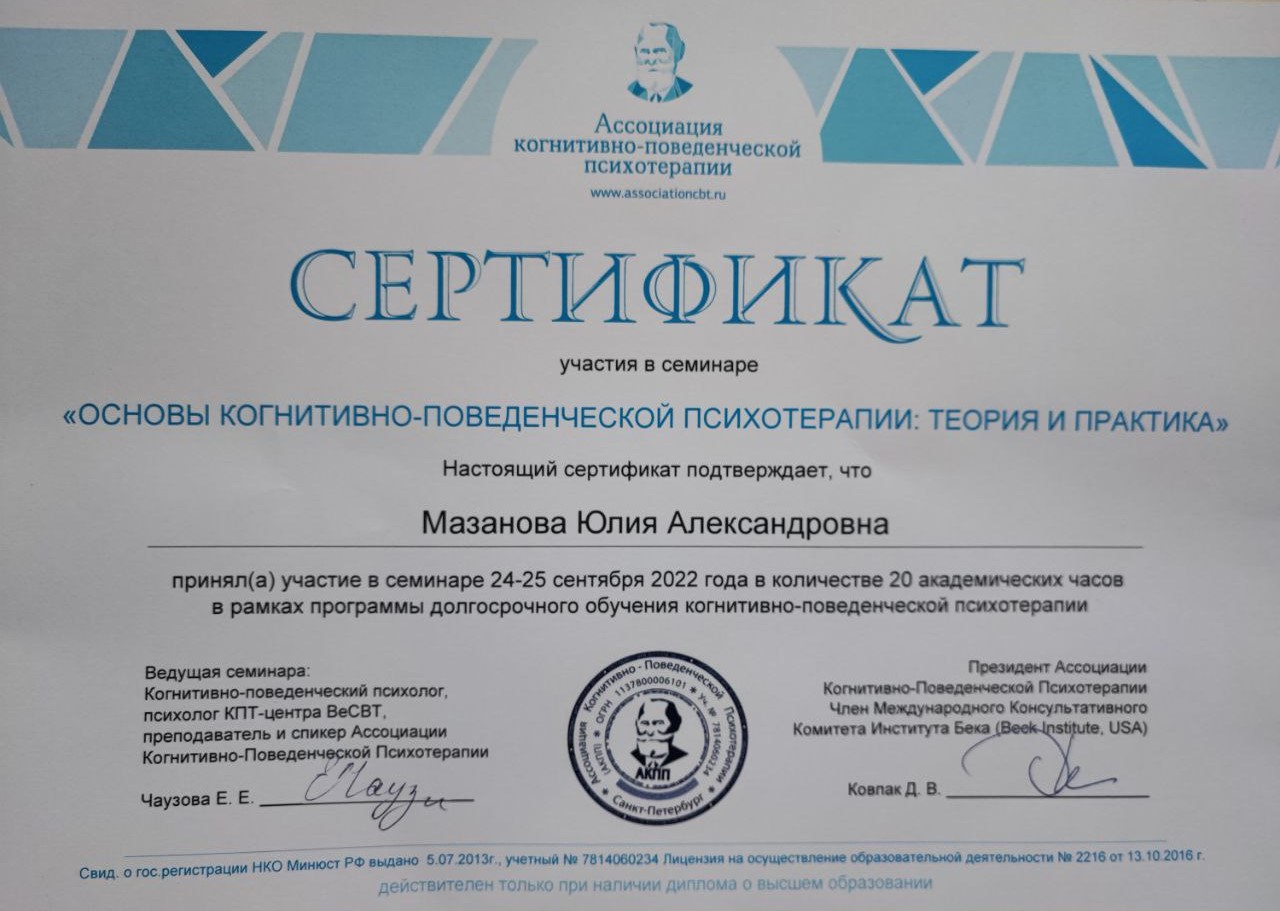 Ассоциация
когнитивно-поведенческой
психотерапии
www.associationcbt.ru
СЕРТИФИКАТ
участия в семинаре
«ОСНОВЫ КОГНИТИВНО-ПОВЕДЕНЧЕСКОЙ ПСИХОТЕРАПИИ: ТЕОРИЯ И ПРАКТИКА»
Настоящий сертификат подтверждает, что
Мазанова Юлия Александровна
принял(а) участие в семинаре 24-25 сентября 2022 года в количестве 20 академических часов
в рамках программы долгосрочного обучения когнитивно-поведенческой психотерапии
Ведущая семинара:
Когнитивно-поведенческий психолог,
психолог КПТ-центра BeCBT,
преподаватель и спикер Ассоциации
Когнитивно-Поведенческой Психотерапии
Чаузова Е. Е.
Ассоциация Когнитивно - Поведенческой Психотерапии
(АКПП) * ОГРН 1137800006101 * Уч. № 7814060234
АКПП
* Санкт-Петербург *
Президент Ассоциации
Когнитивно-Поведенческой Психотерапии
Член Международного Консультативного
Комитета Института Бека (Beck Institute, USA)
Ковпак Д. В.
Свид. о гос.регистрации НКО Минюст РФ выдано 5.07.2013г., учетный № 7814060234 Лицензия на осуществление образовательной деятельности № 2216 от 13.10.2016 г.
действителен только при наличии диплома о высшем образовании